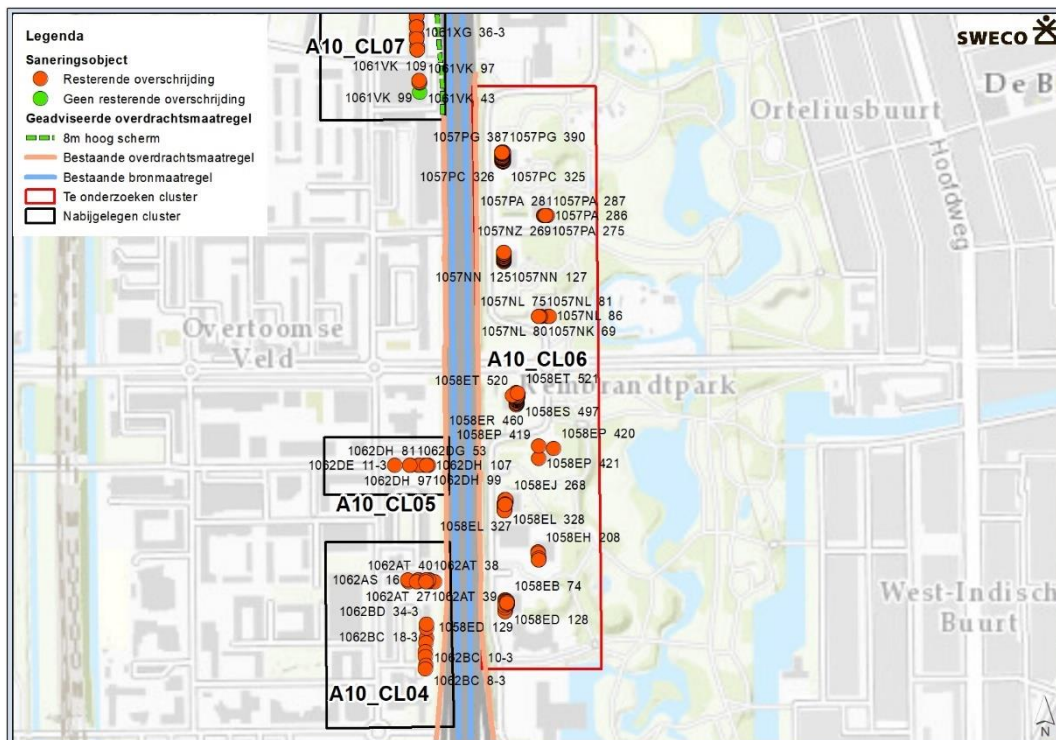 Legenda
Saneringsobject
Resterende overschrijding
Geen resterende overschrijding
Geadviseerde overdrachtsmaatregel
8m hoog scherm
Bestaande overdrachtsmaatregel
Bestaande bronmaatregel
Te onderzoeken cluster
Nabijgelegen cluster
SWECO
A10_CL07
1061XG 36-3
1061VK 109
1061VK 97
1061VK 99
1061VK 43
De B
Orteliusbuurt
Hoofdweg
1057PG 387
1057PG 390
1057PC 326
1057PC 325
1057PA 281
1057PA 287
1057PA 286
1057NZ 269
1057PA 275
1057NN 125
1057NN 127
1057NL 75
1057NL 81
1057NL 86
1057NL 80
1057NK 69
Overtoomse
Veld
A10_CL06
Rembrandtpark
1058ET 520
1058ET 521
1058ES 497
1058ER 460
1058EP 419
1058EP 420
1058EP 421
1062DH 81
1062DG 53
1062DE 11-3
1062DH 107
1062DH 97
1062DH 99
A10_CL05
1058EJ 268
1058EL 328
1058EL 327
1058EH 208
1062AT 40
1062AT 38
1062AS 16
1062AT 27
1062AT 39
1058EB 74
1062BD 34-3
1058ED 129
1058ED 128
1062BC 18-3
1062BC 10-3
1062BC 8-3
A10_CL04
West-Indisch
Buurt
N